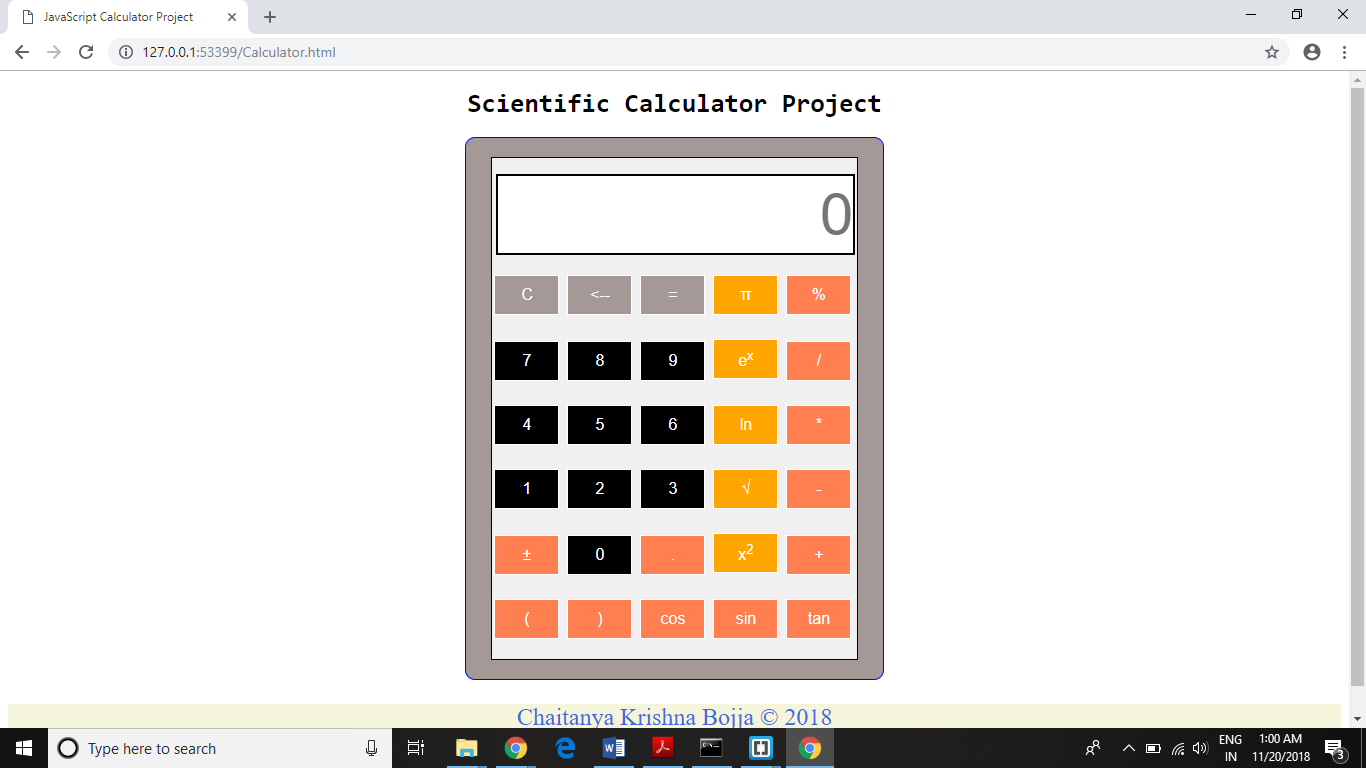 JavaScript Calculator Project
127.0.0.1:53399/Calculator.html
Scientific Calculator Project
0
C <-- = π %
7 8 9 eˣ /
4 5 6 ln *
1 2 3 √ -
± 0 . x² +
( ) cos sin tan
Chaitanya Krishna Bojja © 2018
Type here to search
ENG
IN
1:00 AM
11/20/2018
3